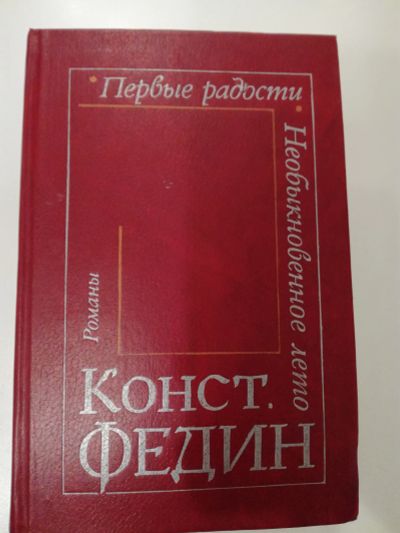 Первые радости
Необыкновенное лето
Романы
КОНСТ.
ФЕДИН